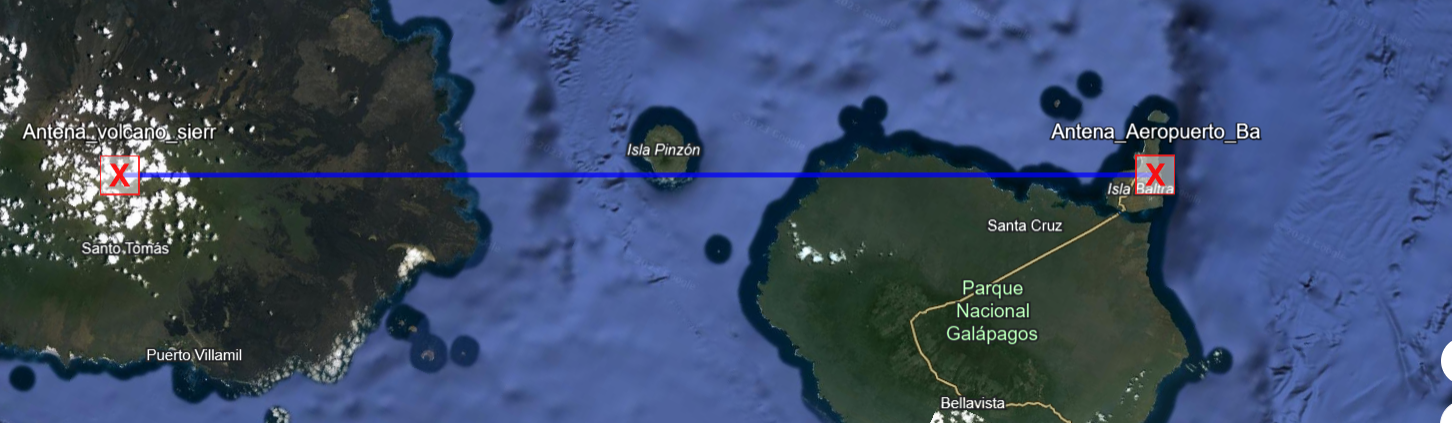 Antena_volcano_sierr
Antena_Aeropuerto_Ba
Isla Pinzón
X
X
Isla Baltra
Santa Cruz
Santo Tomás
Parque
Nacional
Galápagos
Puerto Villamil
Bellavista